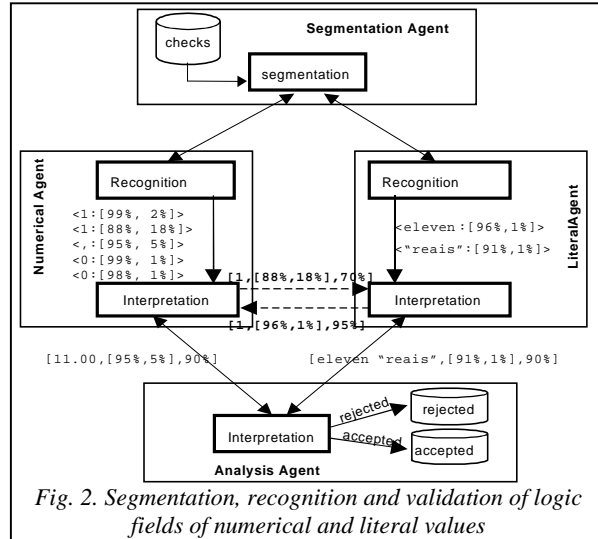 Segmentation Agent
checks
segmentation
Numerical Agent
Recognition
<1:[99%, 2%]>
<1:[88%, 18%]>
<,:[95%, 5%]>
<0:[99%, 1%]>
<0:[98%, 1%]>
Interpretation
Recognition
<eleven:[96%,1%]>
<"reais":[91%,1%]>
Interpretation
LiteralAgent
[1,[88%,18%],70%]
[1,[96%,1%],95%]
[11.00,[95%,5%],90%]
[eleven "reais",[91%,1%],90%]
Interpretation
rejected
rejected
accepted
accepted
Analysis Agent
Fig. 2. Segmentation, recognition and validation of logic
fields of numerical and literal values